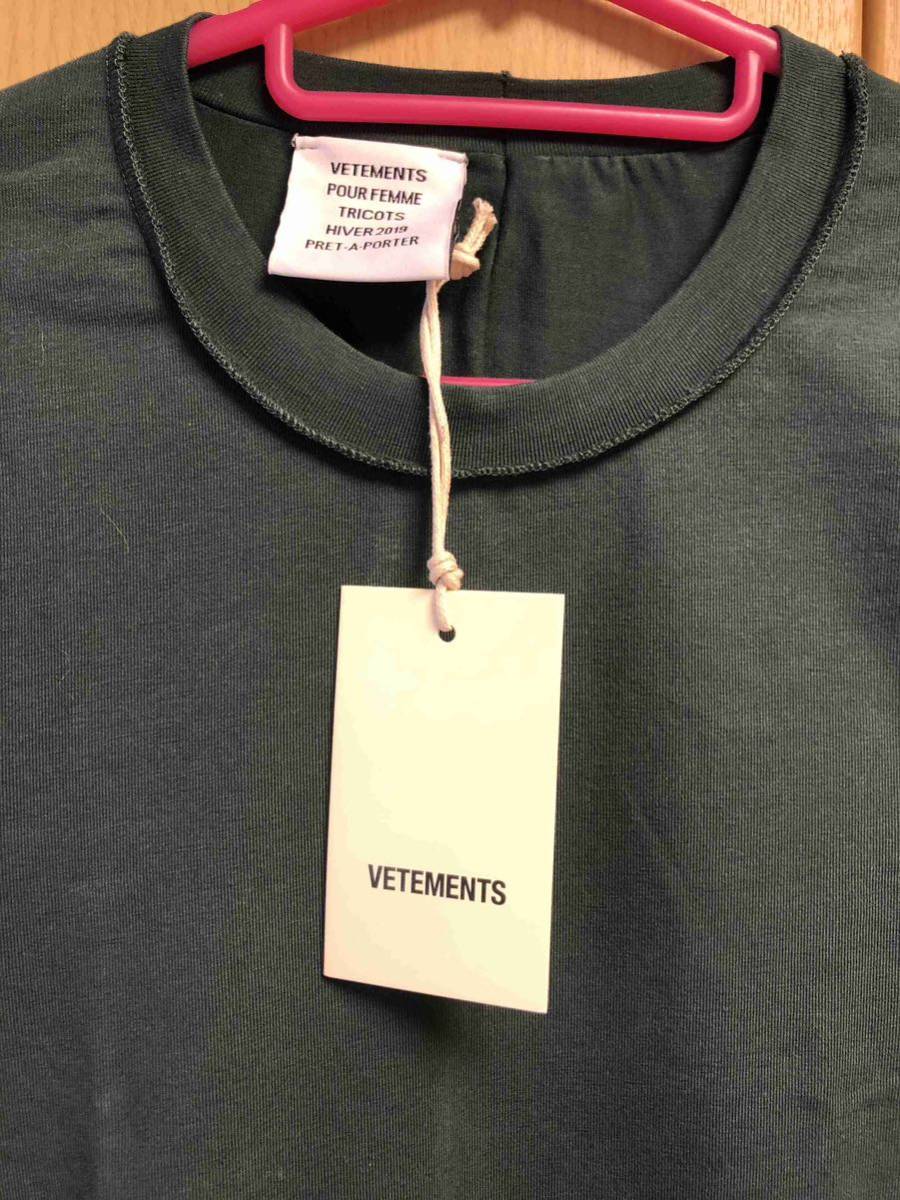 VETEMENTS
POUR FEMME
TRICOTS
HIVER 2019
PRET-A-PORTER
VETEMENTS